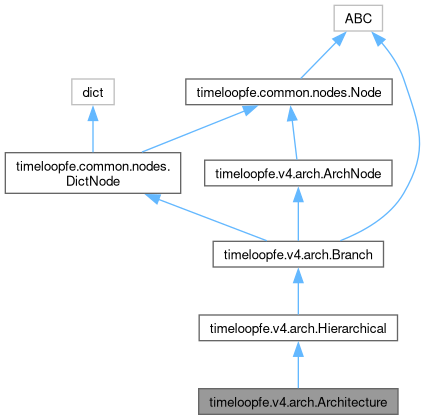 ABC
dict
timeloopfe.common.nodes.Node
timeloopfe.common.nodes.
DictNode
timeloopfe.v4.arch.ArchNode
timeloopfe.v4.arch.Branch
timeloopfe.v4.arch.Hierarchical
timeloopfe.v4.arch.Architecture